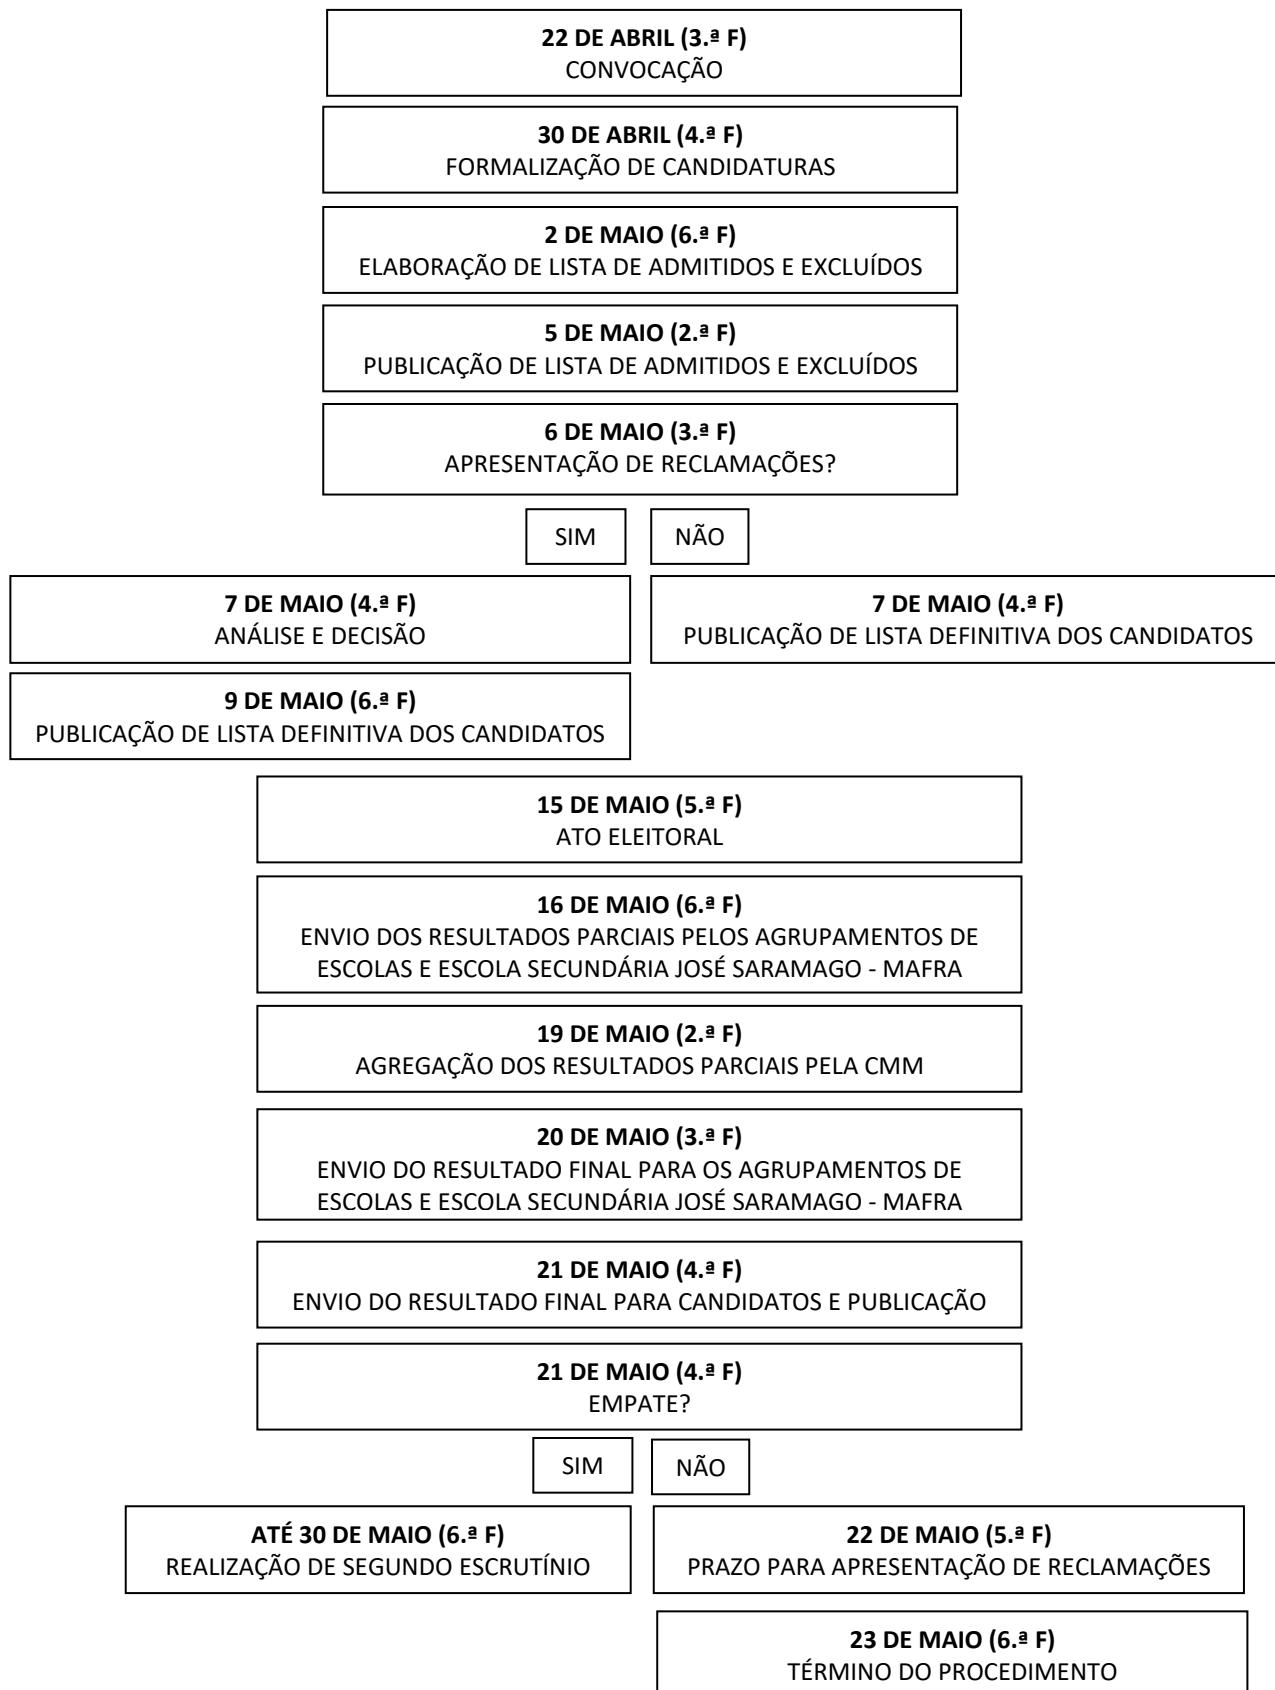 22 DE ABRIL (3.ª F)
CONVOCAÇÃO
30 DE ABRIL (4.ª F)
FORMALIZAÇÃO DE CANDIDATURAS
2 DE MAIO (6.ª F)
ELABORAÇÃO DE LISTA DE ADMITIDOS E EXCLUÍDOS
5 DE MAIO (2.ª F)
PUBLICAÇÃO DE LISTA DE ADMITIDOS E EXCLUÍDOS
6 DE MAIO (3.ª F)
APRESENTAÇÃO DE RECLAMAÇÕES?
SIM
NÃO
7 DE MAIO (4.ª F)
ANÁLISE E DECISÃO
7 DE MAIO (4.ª F)
PUBLICAÇÃO DE LISTA DEFINITIVA DOS CANDIDATOS
9 DE MAIO (6.ª F)
PUBLICAÇÃO DE LISTA DEFINITIVA DOS CANDIDATOS
15 DE MAIO (5.ª F)
ATO ELEITORAL
16 DE MAIO (6.ª F)
ENVIO DOS RESULTADOS PARCIAIS PELOS AGRUPAMENTOS DE
ESCOLAS E ESCOLA SECUNDÁRIA JOSÉ SARAMAGO - MAFRA
19 DE MAIO (2.ª F)
AGREGAÇÃO DOS RESULTADOS PARCIAIS PELA CMM
20 DE MAIO (3.ª F)
ENVIO DO RESULTADO FINAL PARA OS AGRUPAMENTOS DE
ESCOLAS E ESCOLA SECUNDÁRIA JOSÉ SARAMAGO - MAFRA
21 DE MAIO (4.ª F)
ENVIO DO RESULTADO FINAL PARA CANDIDATOS E PUBLICAÇÃO
21 DE MAIO (4.ª F)
EMPATE?
SIM
NÃO
ATÉ 30 DE MAIO (6.ª F)
REALIZAÇÃO DE SEGUNDO ESCRUTÍNIO
22 DE MAIO (5.ª F)
PRAZO PARA APRESENTAÇÃO DE RECLAMAÇÕES
23 DE MAIO (6.ª F)
TÉRMINO DO PROCEDIMENTO